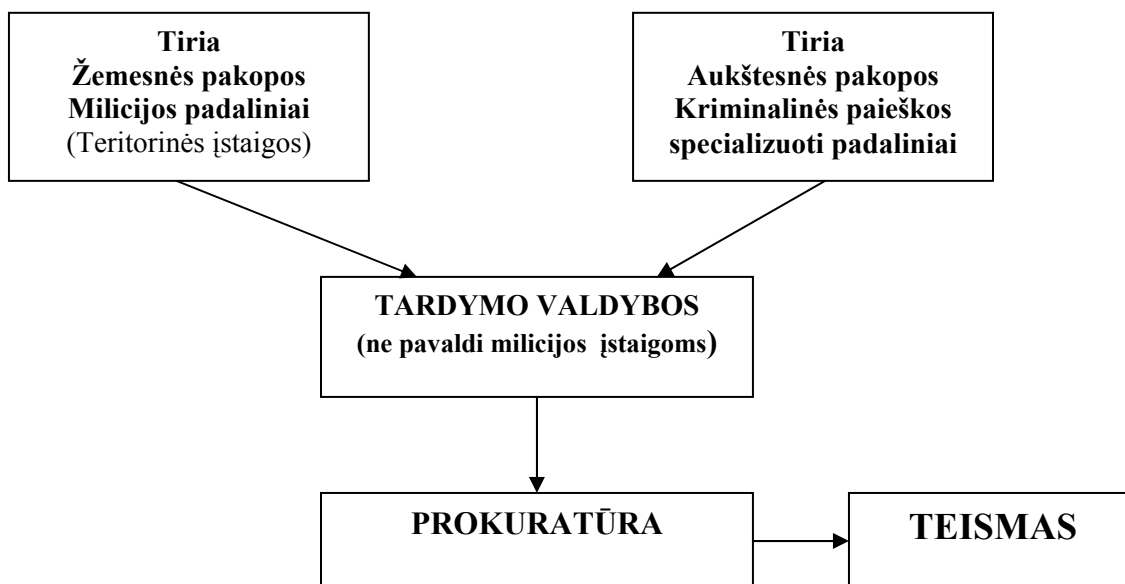 Tiria
Žemesnės pakopos
Milicijos padaliniai
(Teritorinės įstaigos)
Tiria
Aukštesnės pakopos
Kriminalinės paieškos
specializuoti padaliniai
TARDYMO VALDYBOS
(ne pavaldi milicijos įstaigoms)
PROKURATŪRA
TEISMAS